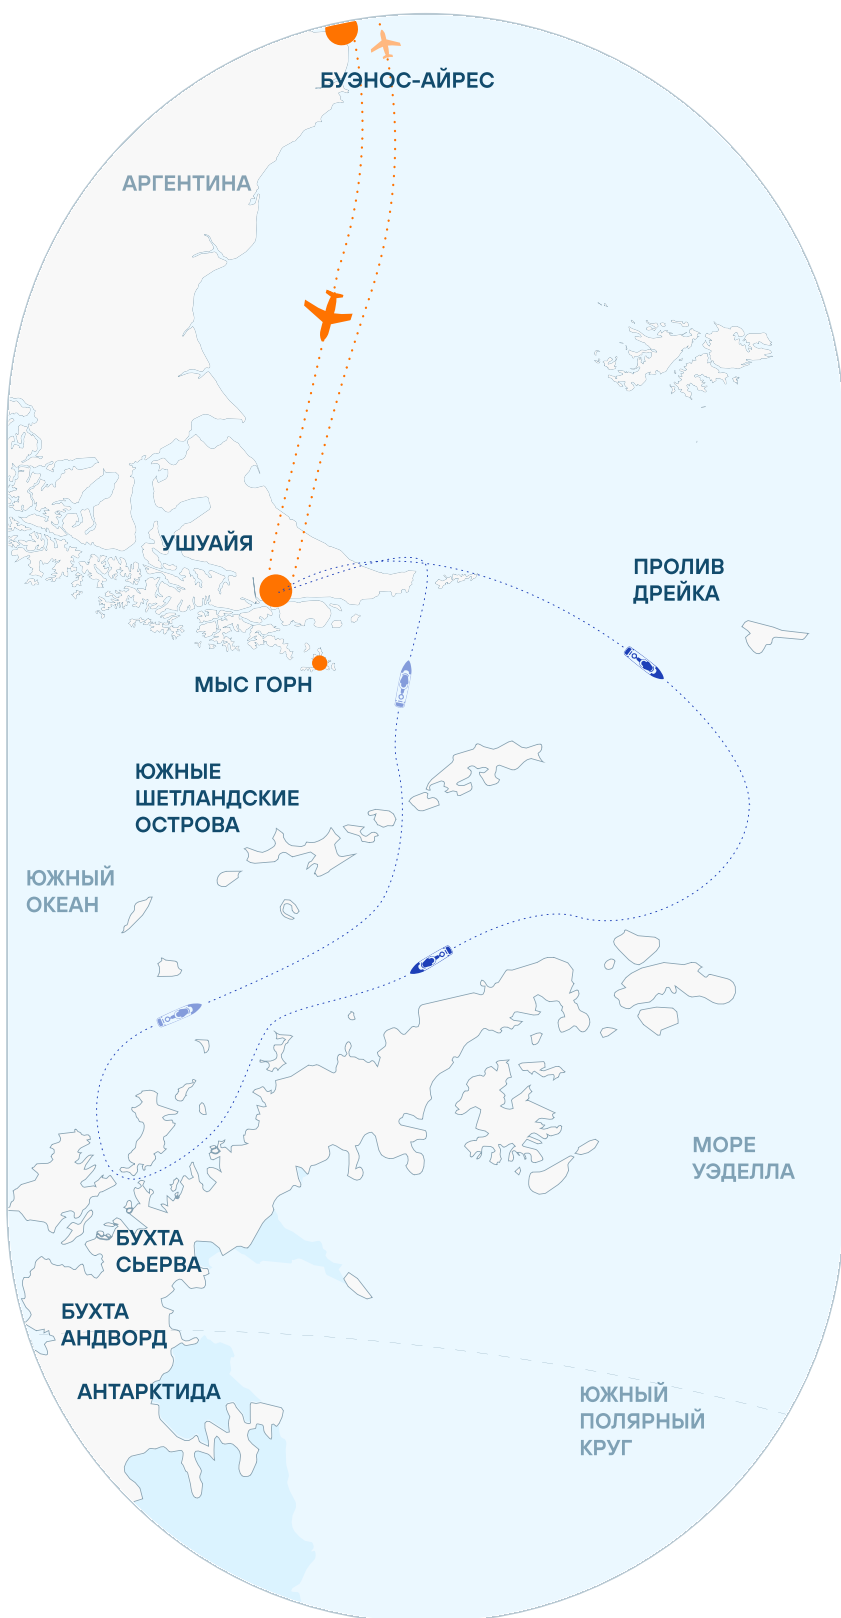 БУЭНОС-АЙРЕС
АРГЕНТИНА
УШУАЙЯ
ПРОЛИВ
ДРЕЙКА
МЫС ГОРН
ЮЖНЫЕ
ШЕТЛАНДСКИЕ
ОСТРОВА
ЮЖНЫЙ
ОКЕАН
МОРЕ
УЭДЕЛЛА
БУХТА
СЬЕРВА
БУХТА
АНДВОРД
АНТАРКТИДА
ЮЖНЫЙ
ПОЛЯРНЫЙ
КРУГ